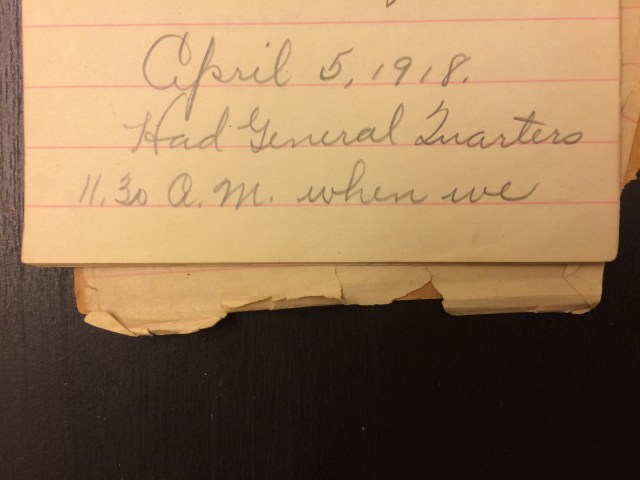 April 5, 1918.
Had General Quarters
11.30 A.M. when we